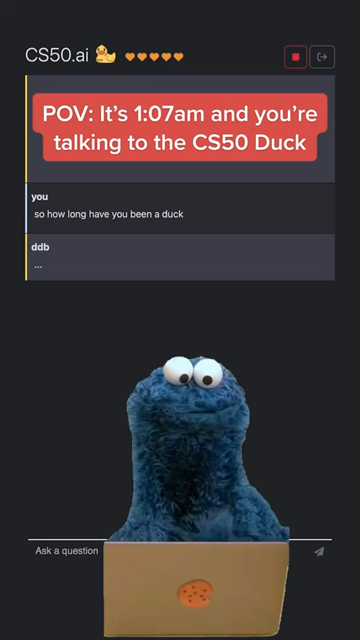 CS50.ai
POV: It's 1:07am and you're
talking to the CS50 Duck
you
so how long have you been a duck
ddb
...
Ask a question